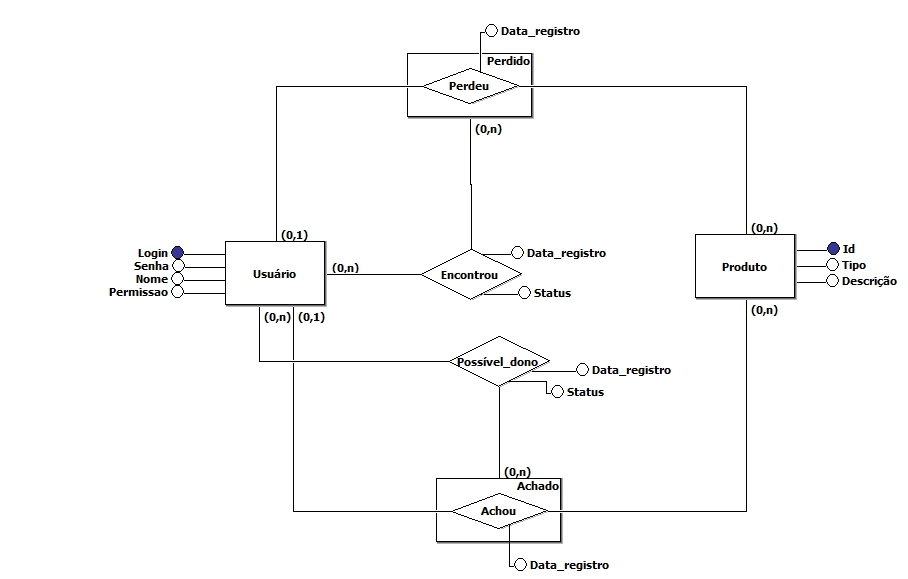 Data_registro
Perdido
Perdeu
(0,n)
(0,1)
(0,n)
Login
Senha
Nome
Permissao
Usuário
(0,n)
Encontrou
Data_registro
Status
Produto
Id
Tipo
Descrição
(0,n)
(0,1)
(0,n)
Possível_dono
Data_registro
Status
(0,n)
Achado
Achou
Data_registro